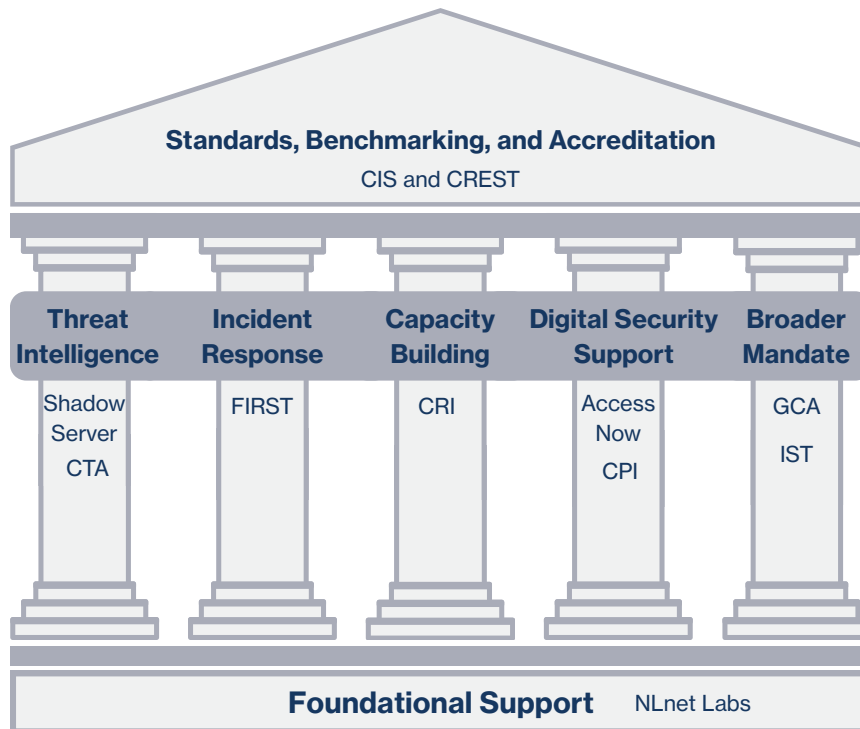 Standards, Benchmarking, and Accreditation
CIS and CREST
Threat
Intelligence
Incident
Response
Capacity
Building
Digital Security
Support
Broader
Mandate
Shadow
Server
CTA
FIRST
CRI
Access
Now
CPI
GCA
IST
Foundational Support NLnet Labs